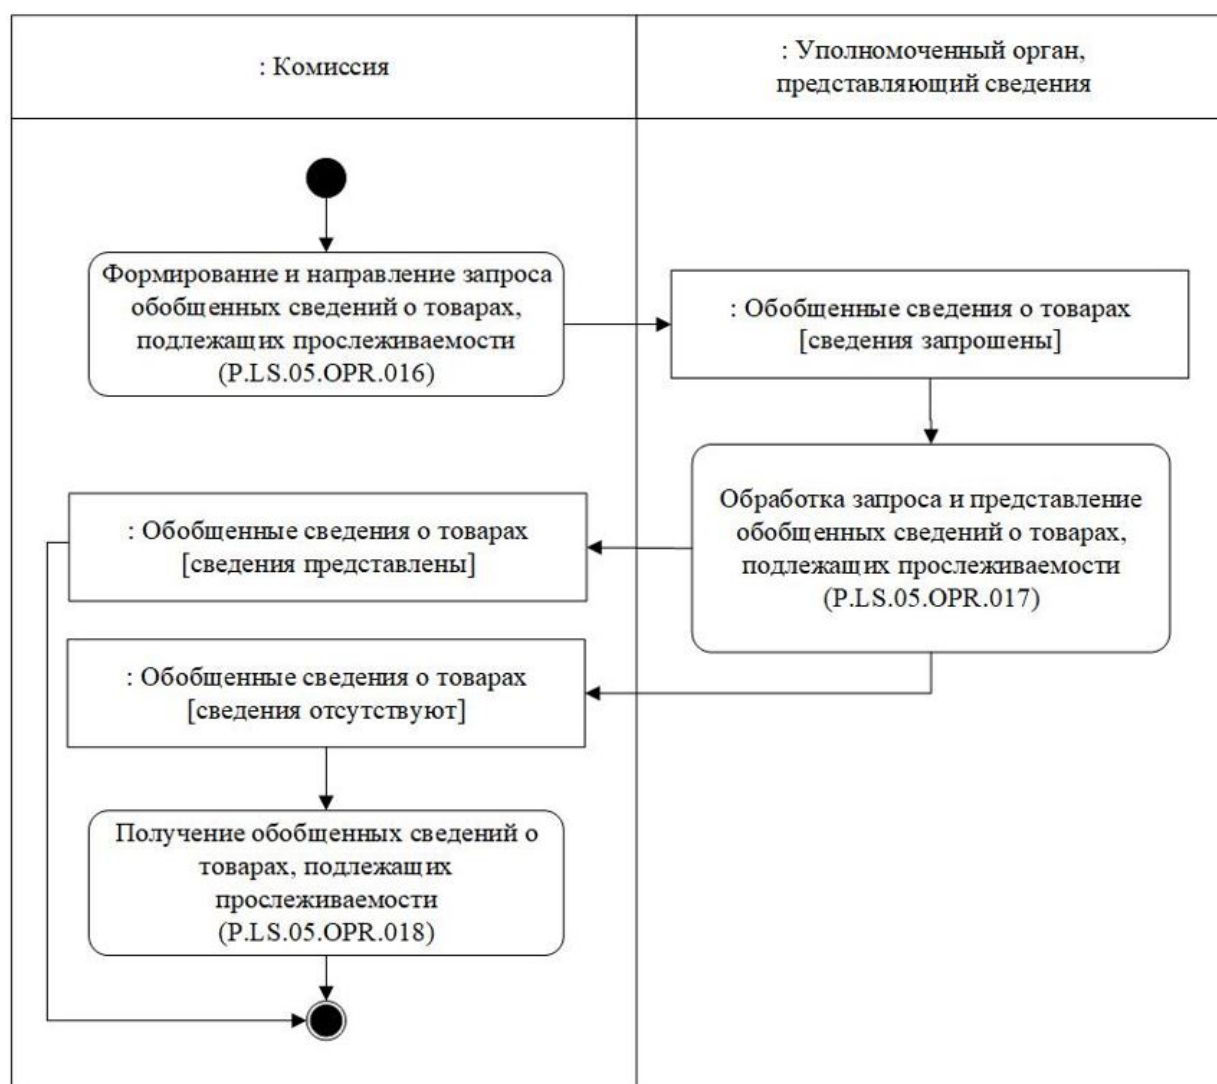 : Комиссия
: Уполномоченный орган,
представляющий сведения
Формирование и направление запроса
обобщенных сведений о товарах,
подлежащих прослеживаемости
(P.LS.05.OPR.016)
: Обобщенные сведения о товарах
[сведения запрошены]
Обработка запроса и представление
обобщенных сведений о товарах,
подлежащих прослеживаемости
(P.LS.05.OPR.017)
: Обобщенные сведения о товарах
[сведения представлены]
: Обобщенные сведения о товарах
[сведения отсутствуют]
Получение обобщенных сведений о
товарах, подлежащих
прослеживаемости
(P.LS.05.OPR.018)